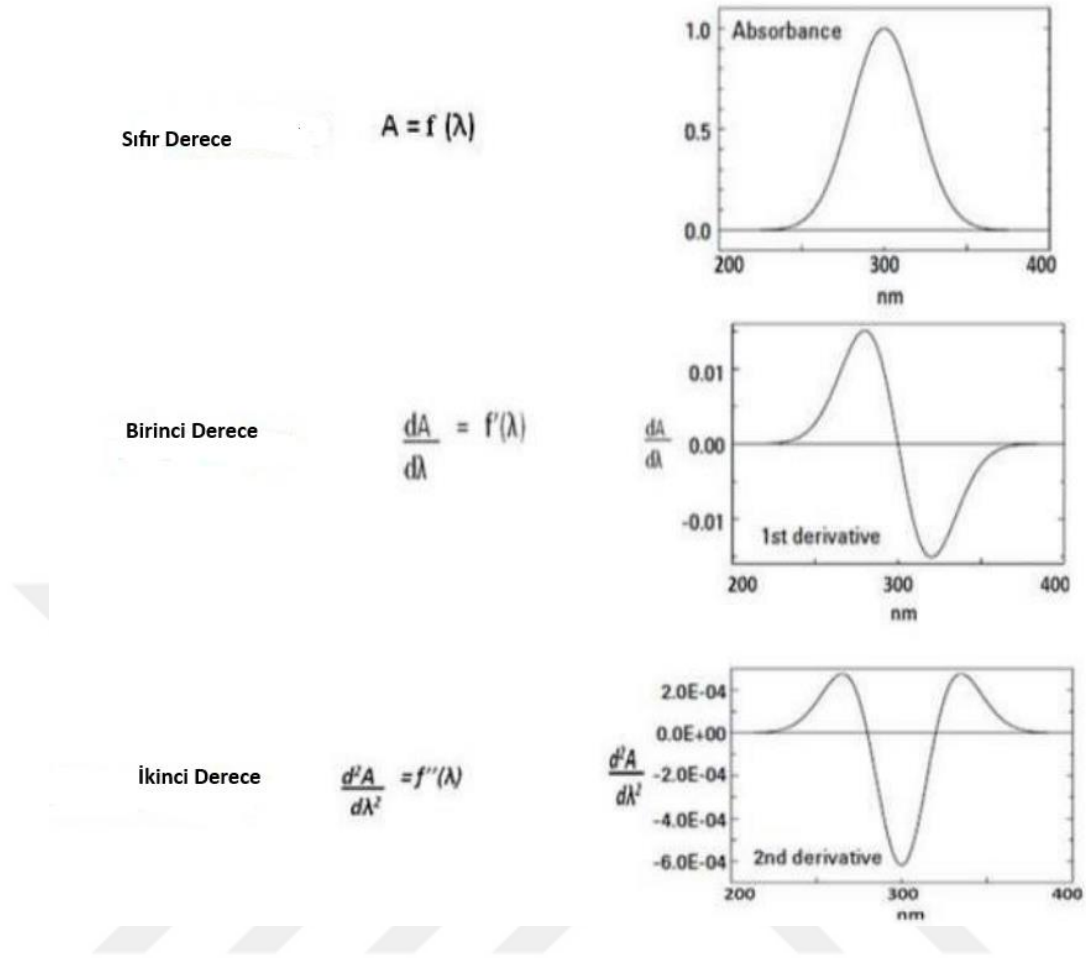 1.0
Absorbance
Sıfır Derece
A = f (λ)
0.5
0.0
200 300 400
nm
0.01
Birinci Derece
dA = f'(λ)
dλ
dA
dλ
0.00
-0.01
1st derivative
200 300 400
nm
2.0E-04
0.0E+00
İkinci Derece
d²A = f''(λ)
dλ²
d²A
dλ²
-2.0E-04
-4.0E-04
-6.0E-04
2nd derivative
200 300 400
nm